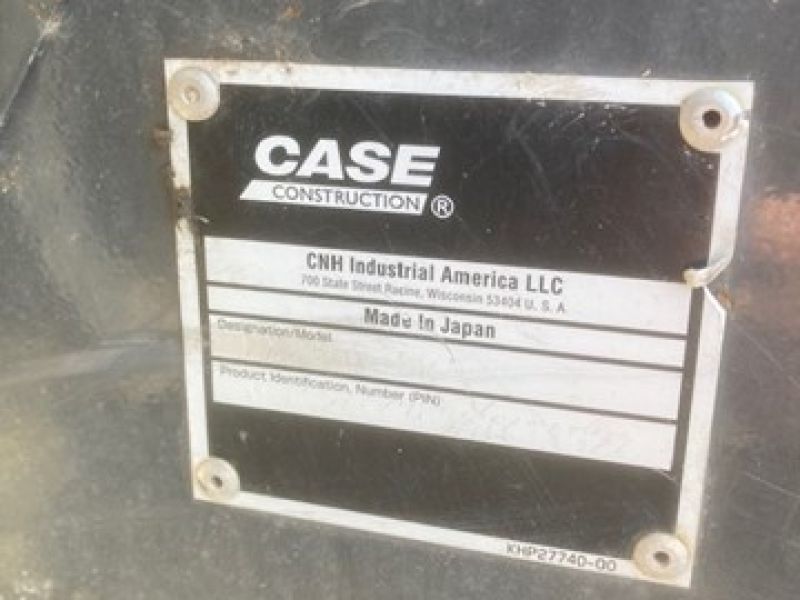 CASE
CONSTRUCTION ®
CNH Industrial America LLC
700 State Street Racine, Wisconsin 53404 U. S. A.
Made In Japan
Designation/Model
Product, Identification, Number (PIN)
KHP27740-00